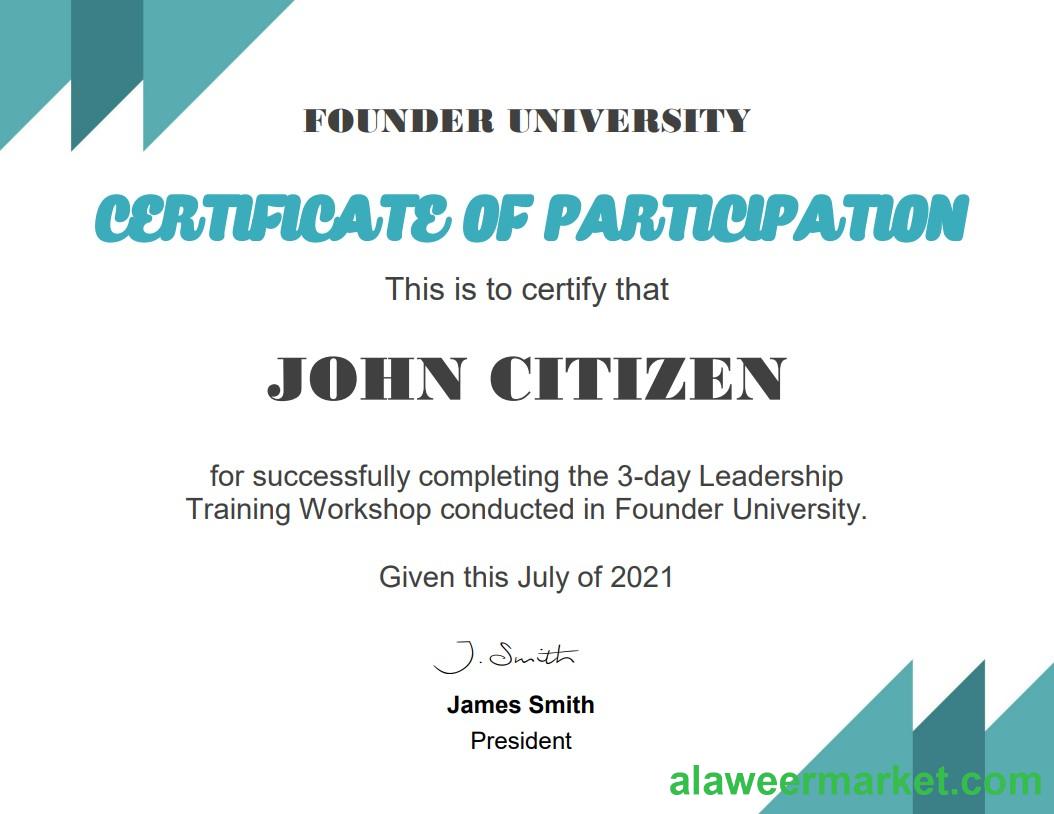 FOUNDER UNIVERSITY
CERTIFICATE OF PARTICIPATION
This is to certify that
JOHN CITIZEN
for successfully completing the 3-day Leadership
Training Workshop conducted in Founder University.
Given this July of 2021
J. Smith
James Smith
President
alaweermarket.com